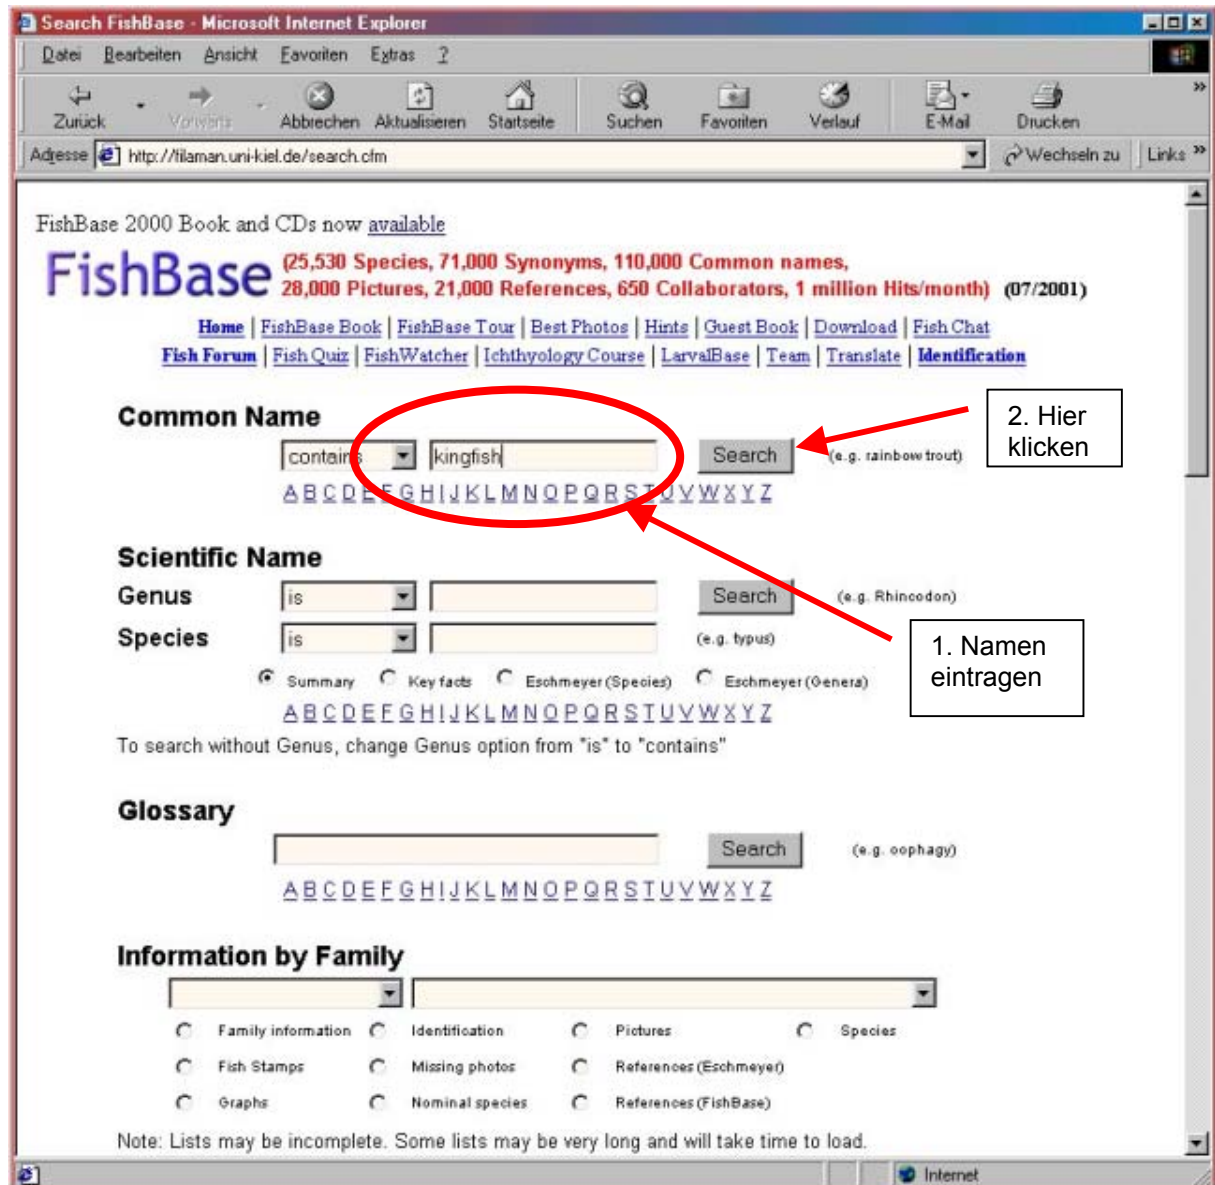 Search FishBase - Microsoft Internet Explorer
Datei Bearbeiten Ansicht Favoriten Extras ?
Zurück Vorwärts Abbrechen Aktualisieren Startseite Suchen Favoriten Verlauf E-Mail Drucken »
Adresse http://filaman.uni-kiel.de/search.cfm Wechseln zu Links »
FishBase 2000 Book and CDs now available
FishBase (25,530 Species, 71,000 Synonyms, 110,000 Common names,
28,000 Pictures, 21,000 References, 650 Collaborators, 1 million Hits/month) (07/2001)
Home | FishBase Book | FishBase Tour | Best Photos | Hints | Guest Book | Download | Fish Chat
Fish Forum | Fish Quiz | FishWatcher | Ichthyology Course | LarvalBase | Team | Translate | Identification
Common Name
contains kingfish Search (e.g. rainbow trout)
2. Hier
klicken
A B C D E F G H I J K L M N O P Q R S T U V W X Y Z
Scientific Name
Genus is Search (e.g. Rhincodon)
Species is (e.g. typus)
1. Namen
eintragen
Summary Key facts Eschmeyer (Species) Eschmeyer (Genera)
A B C D E F G H I J K L M N O P Q R S T U V W X Y Z
To search without Genus, change Genus option from "is" to "contains"
Glossary
Search (e.g. oophagy)
A B C D E F G H I J K L M N O P Q R S T U V W X Y Z
Information by Family
Family information Identification Pictures Species
Fish Stamps Missing photos References (Eschmeyer)
Graphs Nominal species References (FishBase)
Note: Lists may be incomplete. Some lists may be very long and will take time to load.
Internet